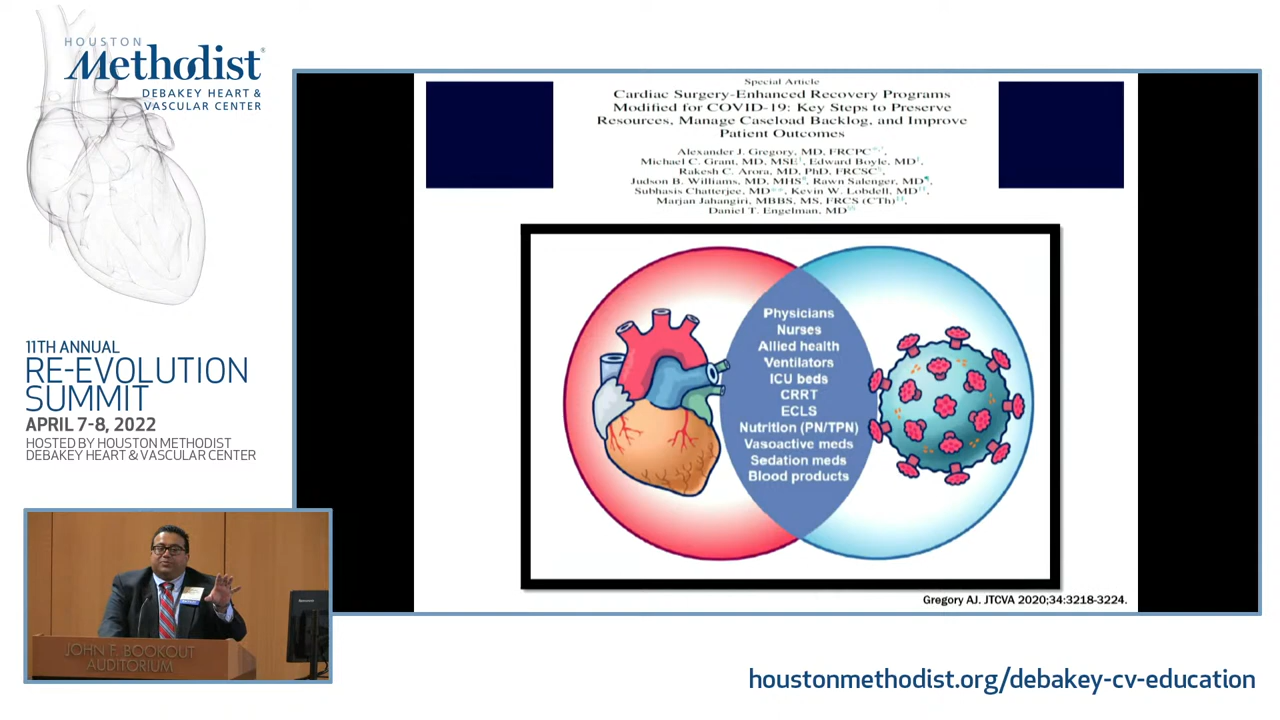 HOUSTON
Methodist®
DEBAKEY HEART &
VASCULAR CENTER
11TH ANNUAL
RE-EVOLUTION
SUMMIT
APRIL 7-8, 2022
HOSTED BY HOUSTON METHODIST
DEBAKEY HEART & VASCULAR CENTER
Special Article
Cardiac Surgery-Enhanced Recovery Programs
Modified for COVID-19: Key Steps to Preserve
Resources, Manage Caseload Backlog, and Improve
Patient Outcomes
Alexander J. Gregory, MD, FRCPC
Michael C. Grant, MD, MSE, Edward Boyle, MD
Rakesh C. Arora, MD, PhD, FRCSC
Judson B. Williams, MD, MHS, Rawn Salenger, MD
Subhasis Chatterjee, MD, Kevin W. Lobdell, MD
Marjan Jahangiri, MBBS, MS, FRCS (CTh)
Daniel T. Engelman, MD
Physicians
Nurses
Allied health
Ventilators
ICU beds
CRRT
ECLS
Nutrition (PN/TPN)
Vasoactive meds
Sedation meds
Blood products
Gregory AJ. JTCVA 2020;34:3218-3224.
JOHN F. BOOKOUT
AUDITORIUM
houstonmethodist.org/debakey-cv-education